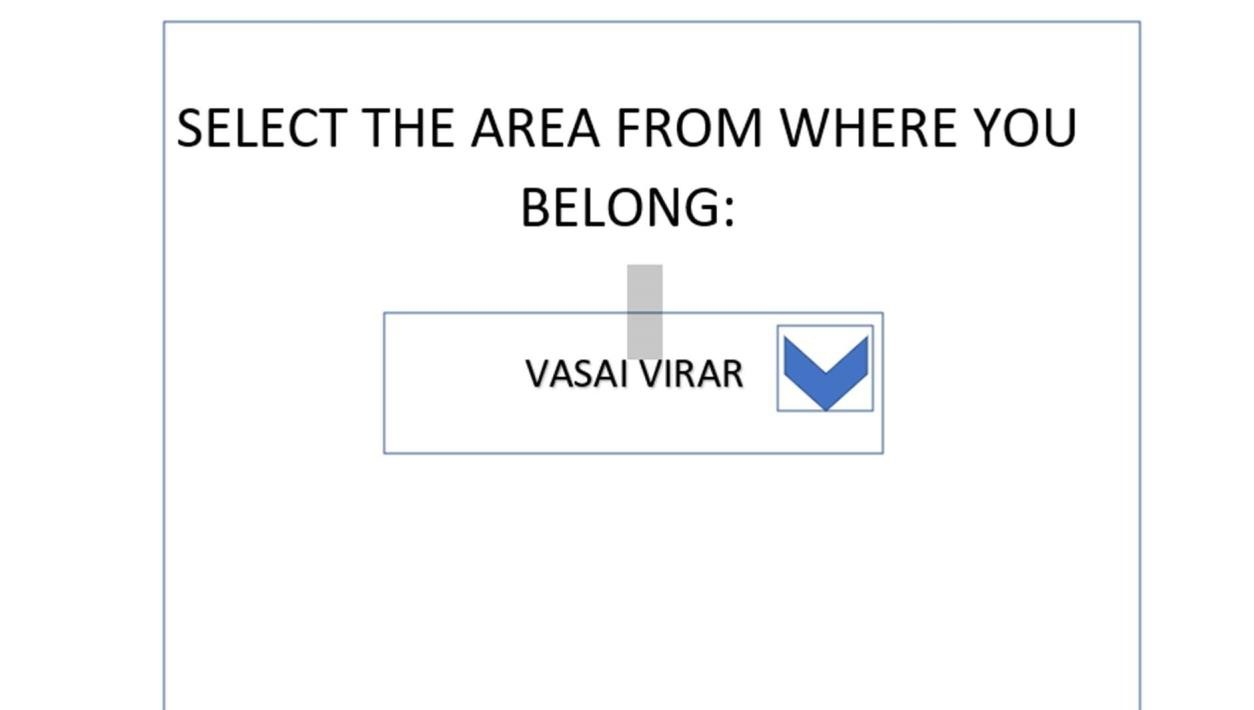 SELECT THE AREA FROM WHERE YOU
BELONG:
VASAI VIRAR